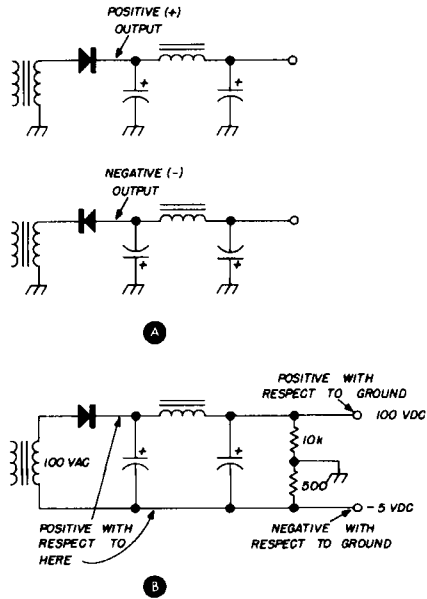 POSITIVE (+)
OUTPUT
+
+
NEGATIVE (-)
OUTPUT
+
+
A
POSITIVE WITH
RESPECT TO GROUND
100 VDC
+
+
10k
100 VAC
500
- 5 VDC
POSITIVE WITH
RESPECT TO
HERE
NEGATIVE WITH
RESPECT TO GROUND
B